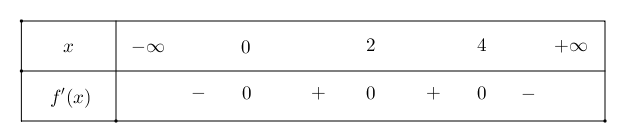 x −∞ 0 2 4 +∞
f′(x) − 0 + 0 + 0 −